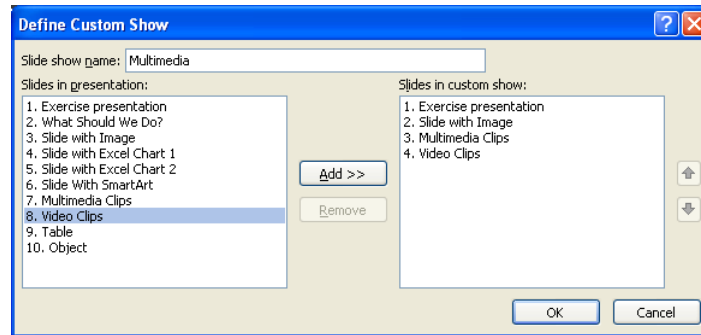 Define Custom Show
Slide show name: Multimedia
Slides in presentation:
1. Exercise presentation
2. What Should We Do?
3. Slide with Image
4. Slide with Excel Chart 1
5. Slide with Excel Chart 2
6. Slide With SmartArt
7. Multimedia Clips
8. Video Clips
9. Table
10. Object
Add >>
Remove
Slides in custom show:
1. Exercise presentation
2. Slide with Image
3. Multimedia Clips
4. Video Clips
OK
Cancel